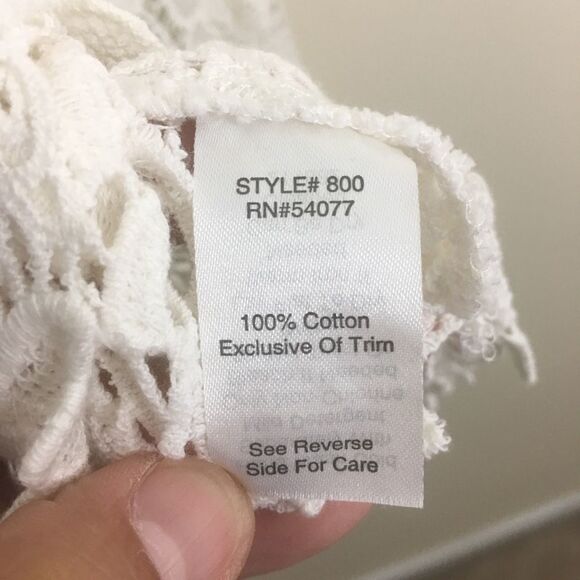 STYLE# 800
RN#54077
100% Cotton
Exclusive Of Trim
See Reverse
Side For Care